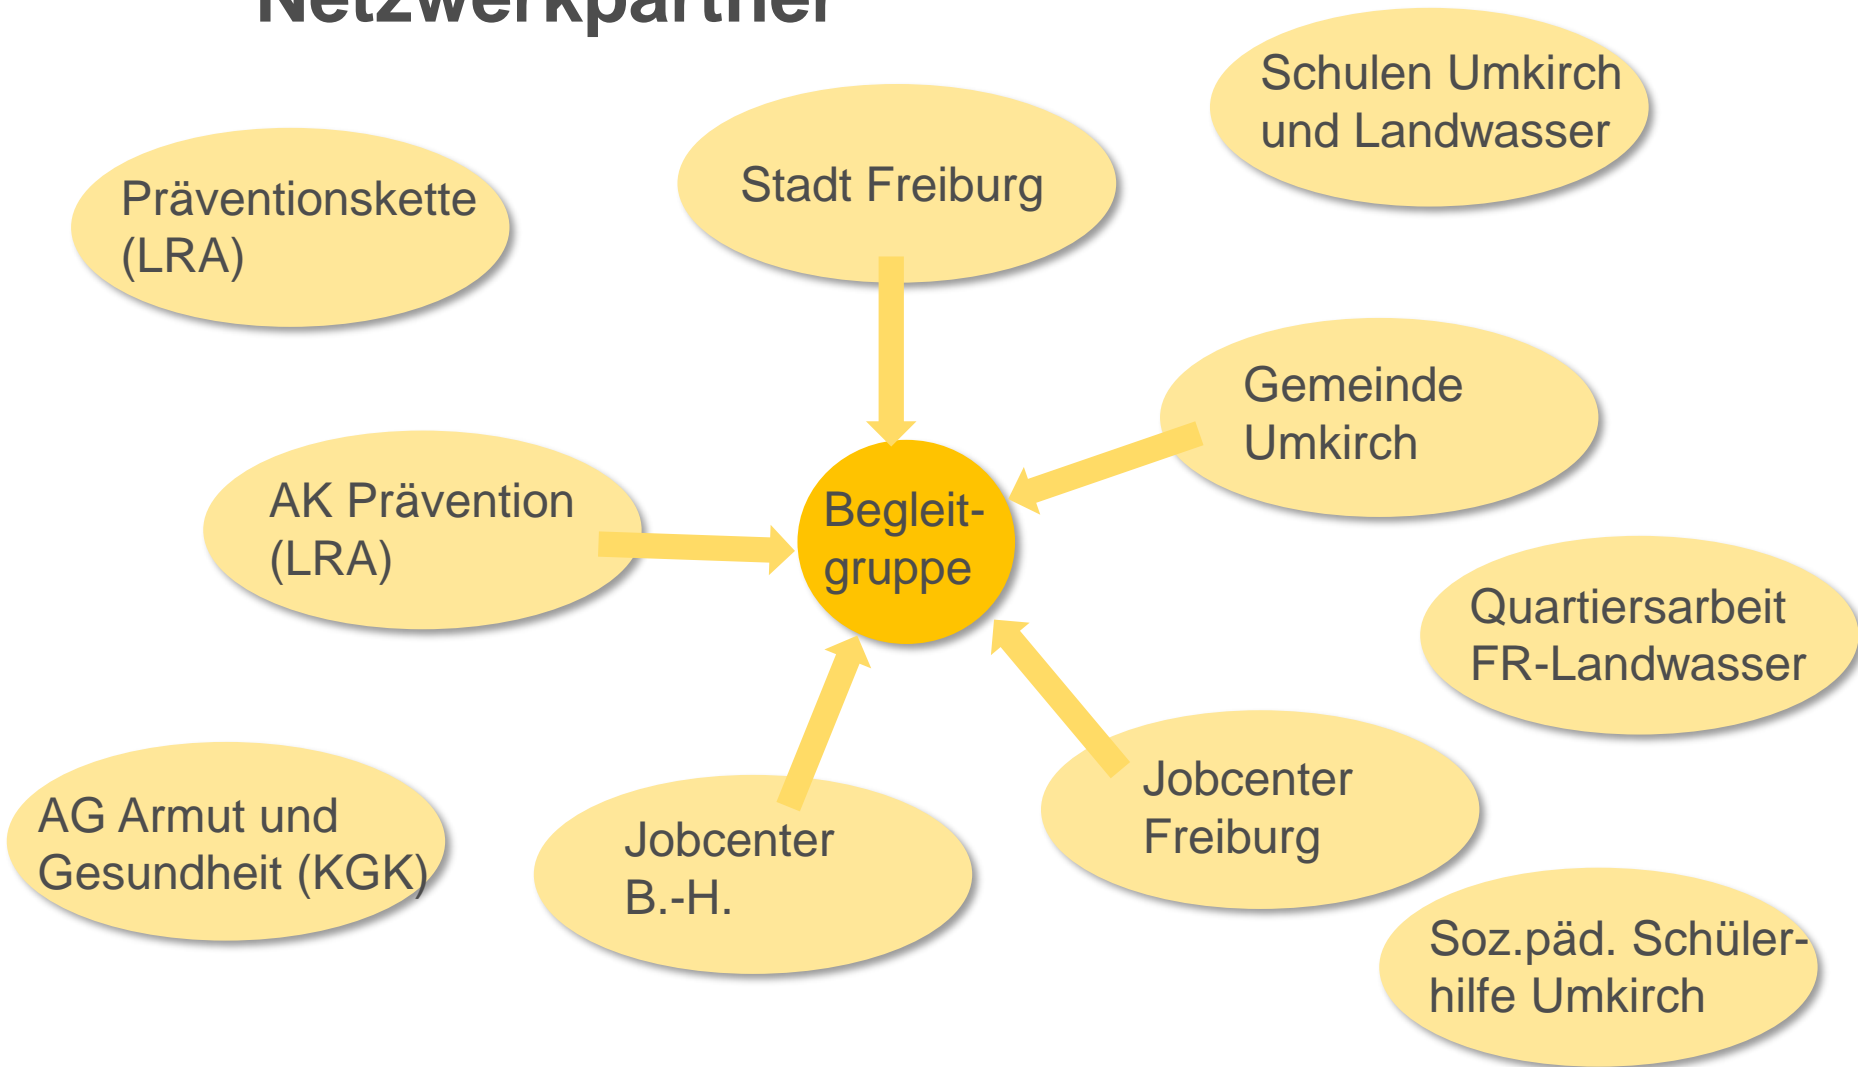 Netzwerkpartner
Schulen Umkirch
und Landwasser
Stadt Freiburg
Präventionskette
(LRA)
Gemeinde
Umkirch
AK Prävention
(LRA)
Begleit-
gruppe
Quartiersarbeit
FR-Landwasser
Jobcenter
Freiburg
AG Armut und
Gesundheit (KGK)
Jobcenter
B.-H.
Soz.päd. Schüler-
hilfe Umkirch